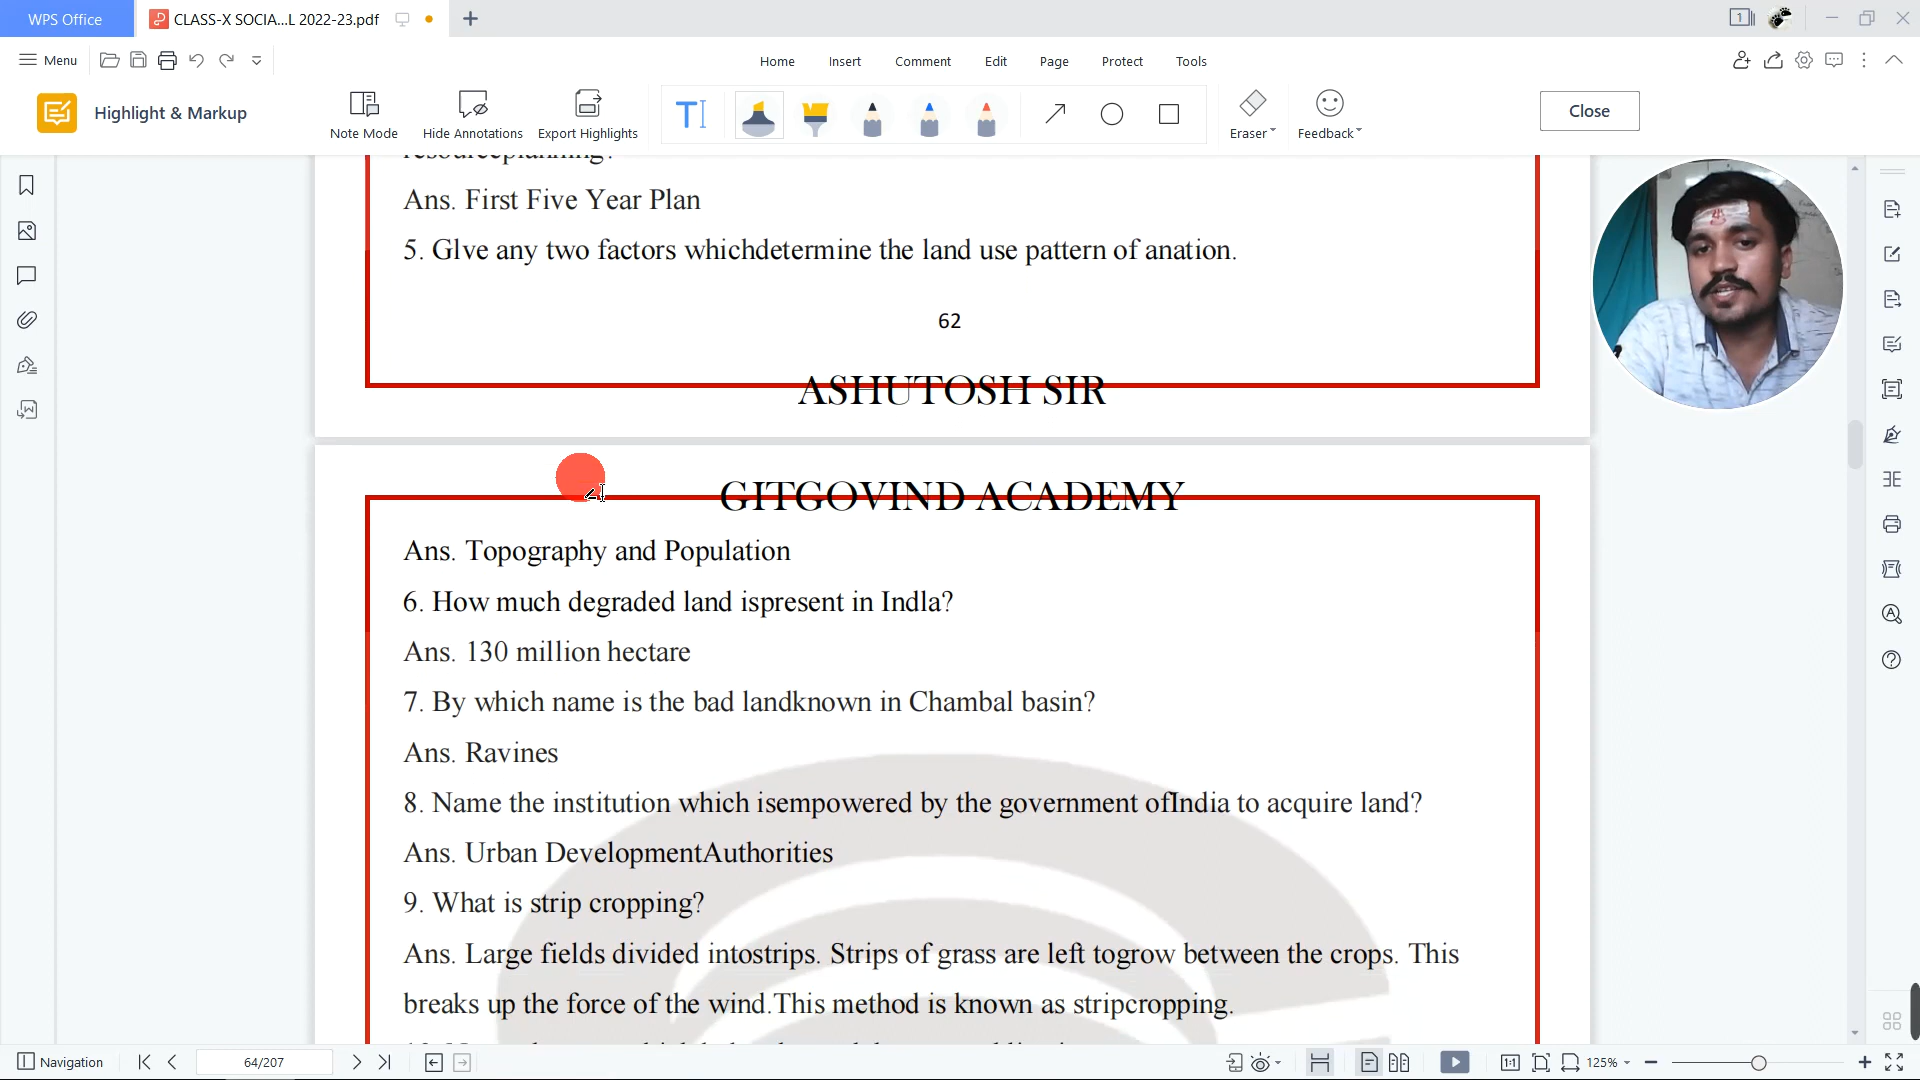 WPS Office
CLASS-X SOCIA...L 2022-23.pdf
Menu
Home Insert Comment Edit Page Protect Tools
Highlight & Markup
Note Mode
Hide Annotations
Export Highlights
Eraser
Feedback
Close
Ans. First Five Year Plan
5. Glve any two factors whichdetermine the land use pattern of anation.
62
ASHUTOSH SIR
GITGOVIND ACADEMY
Ans. Topography and Population
6. How much degraded land ispresent in Indla?
Ans. 130 million hectare
7. By which name is the bad landknown in Chambal basin?
Ans. Ravines
8. Name the institution which isempowered by the government ofIndia to acquire land?
Ans. Urban DevelopmentAuthorities
9. What is strip cropping?
Ans. Large fields divided intostrips. Strips of grass are left togrow between the crops. This
breaks up the force of the wind.This method is known as stripcropping.
Navigation
64/207
125%